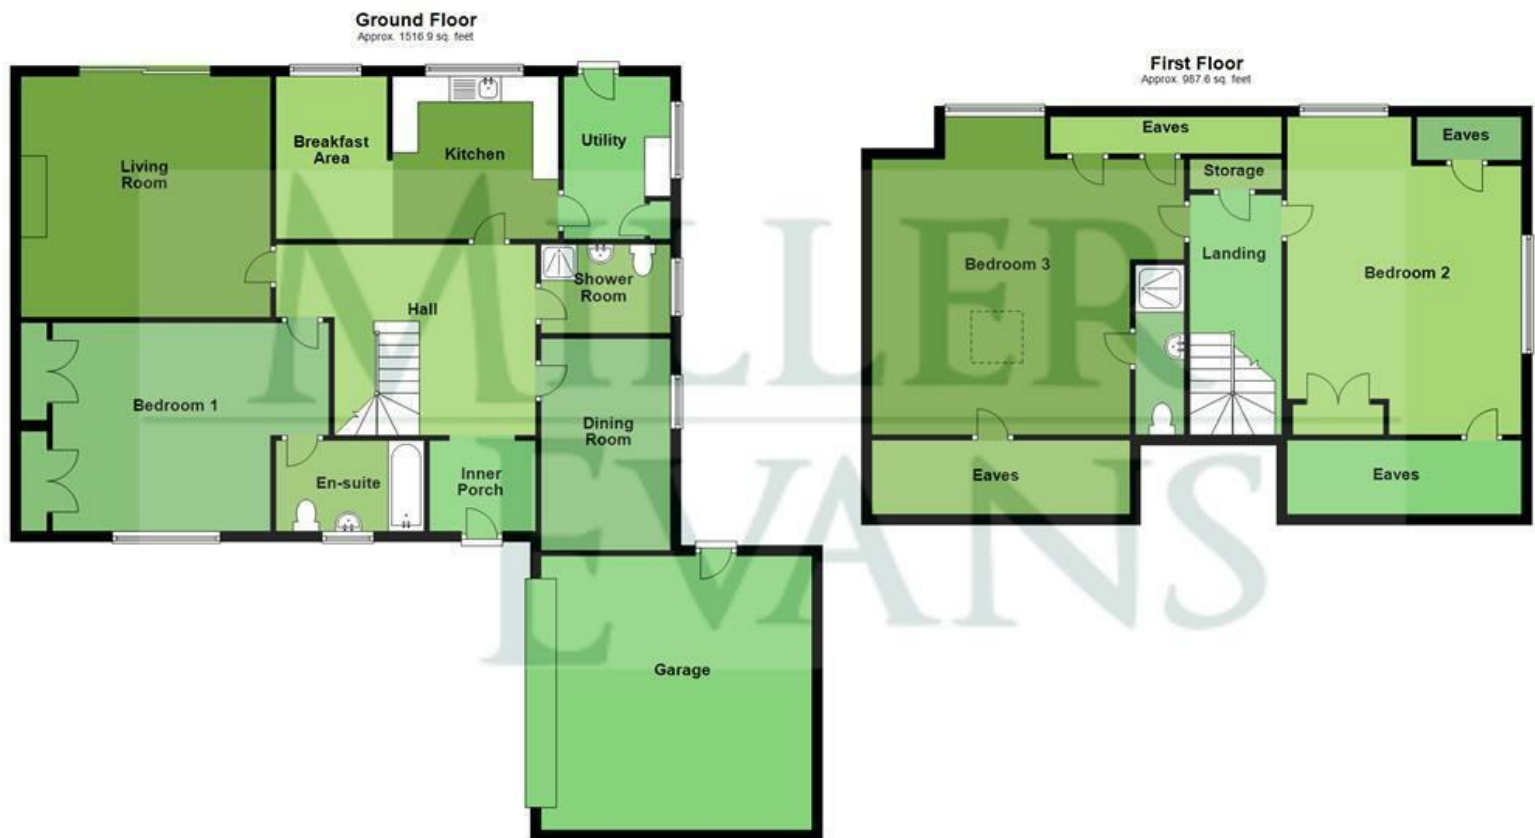 Ground Floor
Approx. 1516.9 sq. feet
First Floor
Approx. 987.6 sq. feet
Living
Room
Breakfast
Area
Kitchen
Utility
Shower
Room
Hall
Bedroom 1
En-suite
Inner
Porch
Dining
Room
Garage
Eaves
Eaves
Storage
Landing
Bedroom 3
Bedroom 2
Eaves
Eaves
MILLER
EVANS